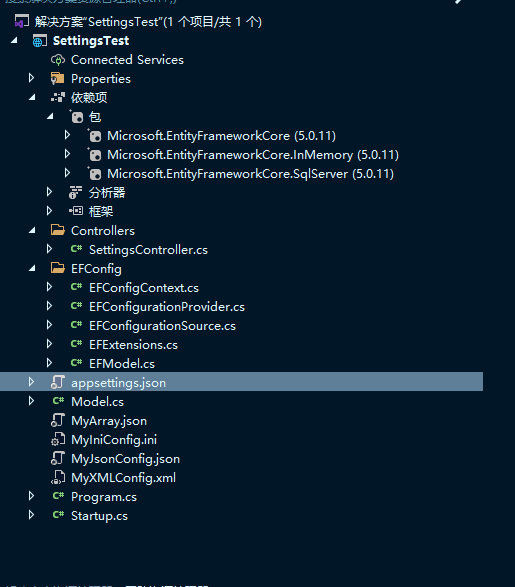 解决方案"SettingsTest"(1 个项目/共 1 个)
SettingsTest
Connected Services
Properties
依赖项
包
Microsoft.EntityFrameworkCore (5.0.11)
Microsoft.EntityFrameworkCore.InMemory (5.0.11)
Microsoft.EntityFrameworkCore.SqlServer (5.0.11)
分析器
框架
Controllers
C# SettingsController.cs
EFConfig
C# EFConfigContext.cs
C# EFConfigurationProvider.cs
C# EFConfigurationSource.cs
C# EFExtensions.cs
C# EFModel.cs
appsettings.json
C# Model.cs
MyArray.json
MyIniConfig.ini
MyJsonConfig.json
MyXMLConfig.xml
C# Program.cs
C# Startup.cs